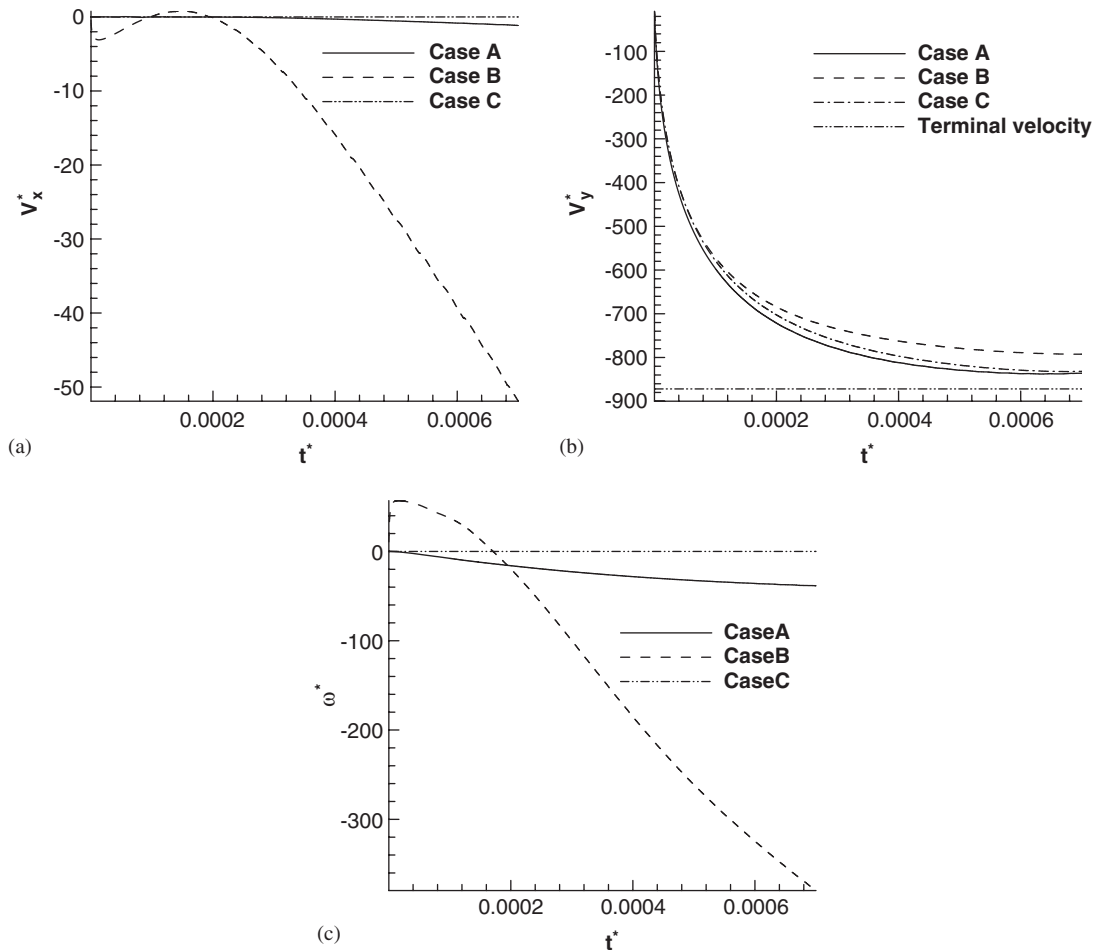 0
-10
-20
-30
-40
-50
V*x
Case A
Case B
Case C
0.0002
0.0004
0.0006
t*
(a)
-100
-200
-300
-400
-500
-600
-700
-800
-900
V*y
Case A
Case B
Case C
Terminal velocity
0.0002
0.0004
0.0006
t*
(b)
0
-100
-200
-300
ω*
CaseA
CaseB
CaseC
0.0002
0.0004
0.0006
t*
(c)